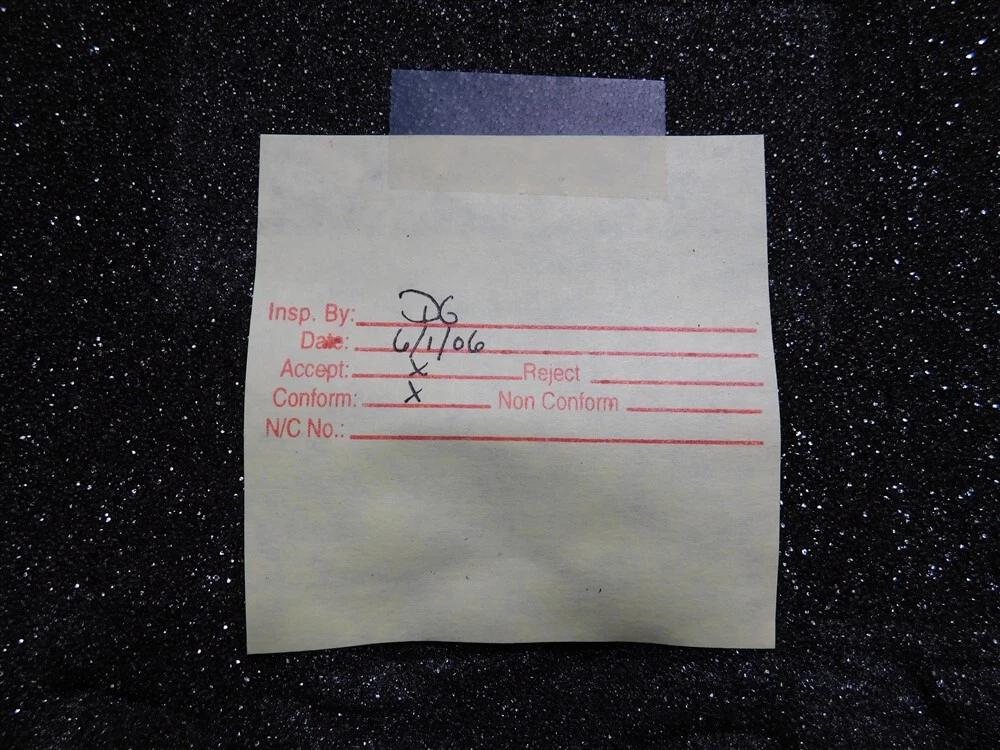 Insp. By: DG
Date: 6/1/06
Accept: X Reject
Conform: X Non Conform
N/C No.: